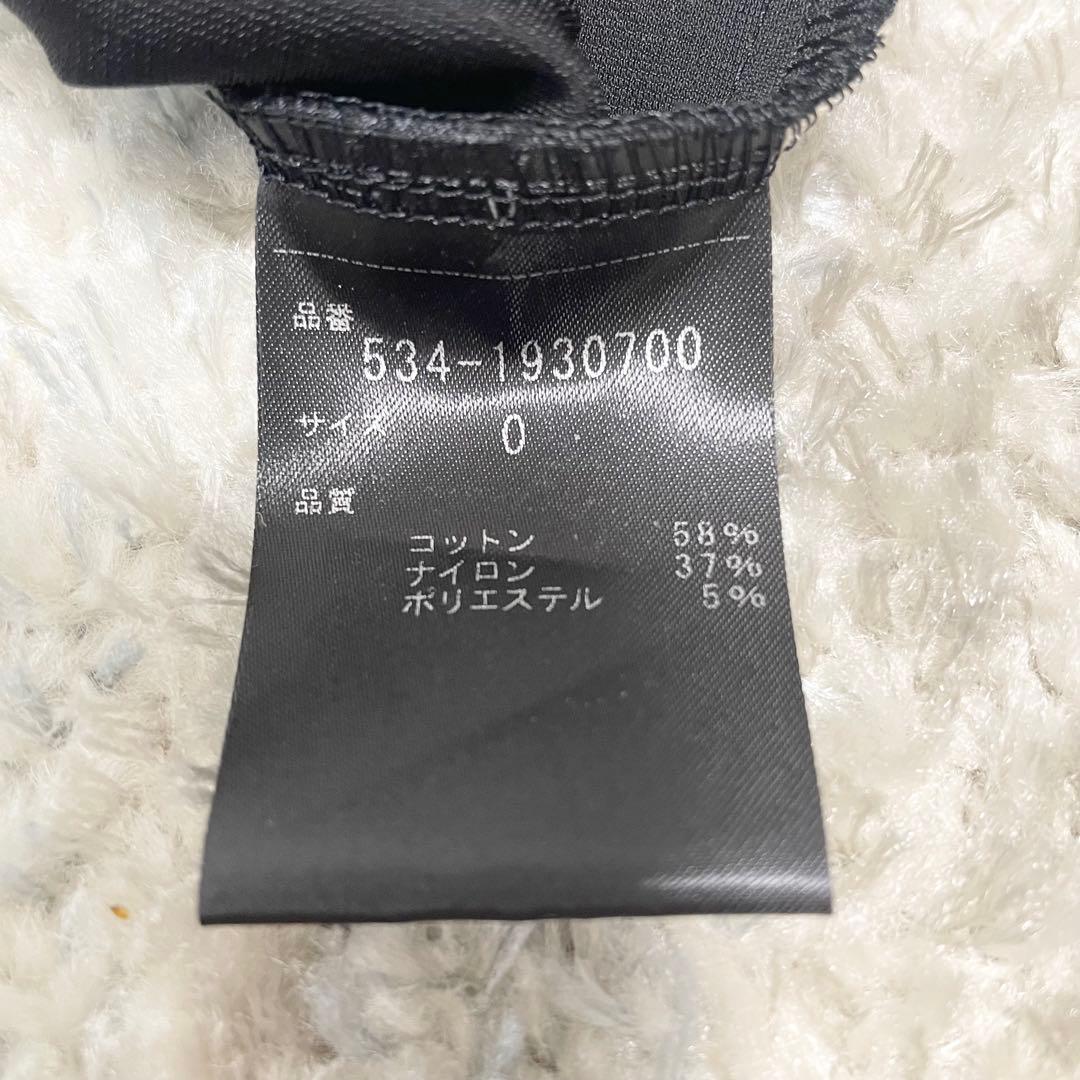 品番
534-1930700
サイズ 0
品質
コットン 58%
ナイロン 37%
ポリエステル 5%